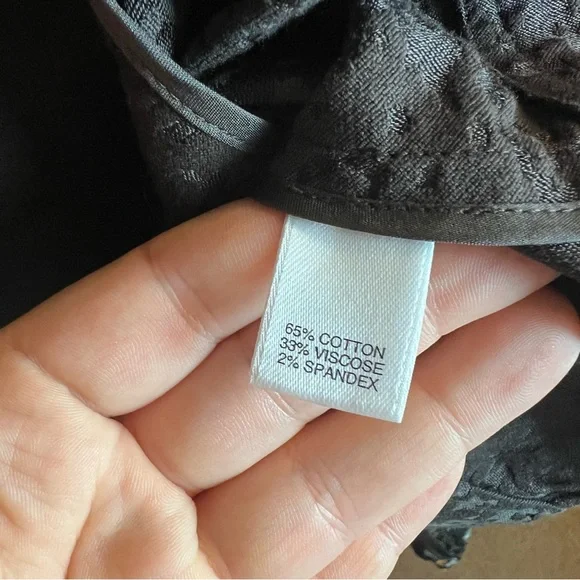 65% COTTON
33% VISCOSE
2% SPANDEX